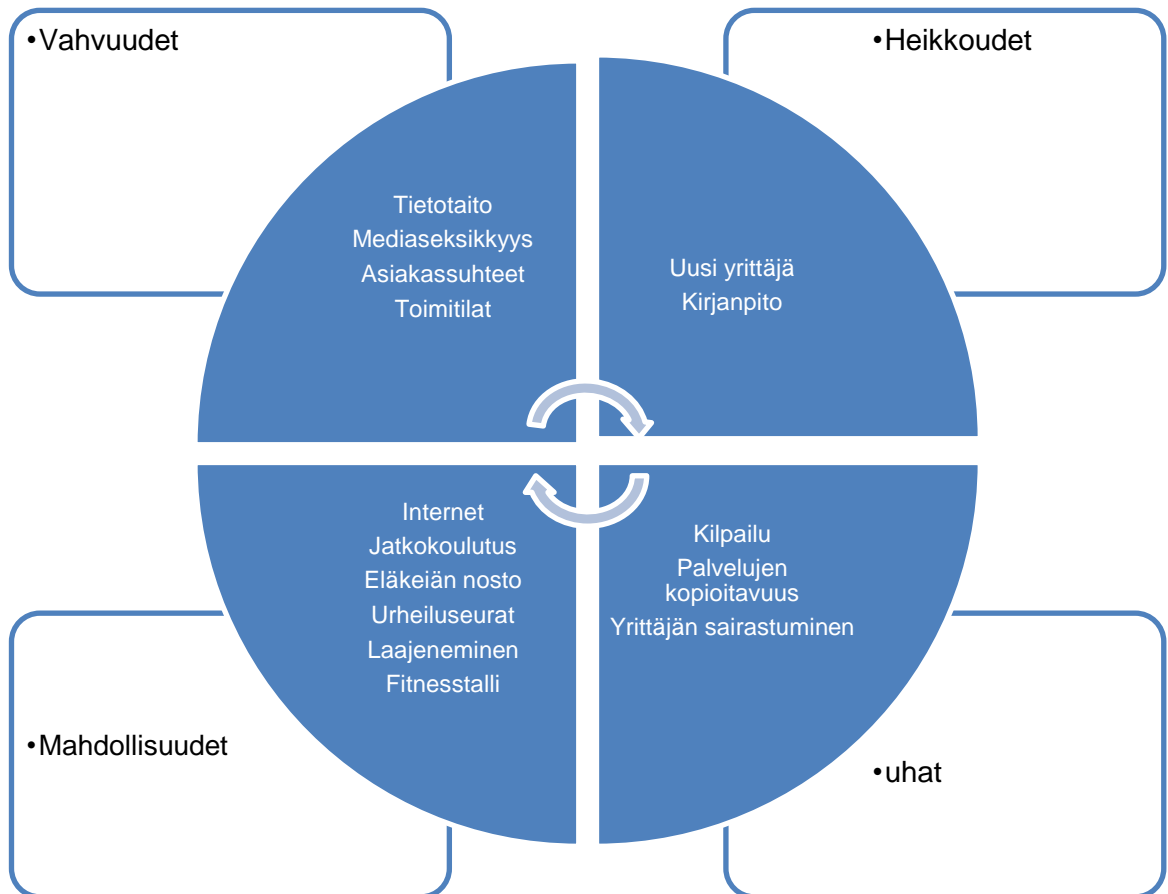 •Vahvuudet
•Heikkoudet
Tietotaito
Mediaseksikkyys
Asiakassuhteet
Toimitilat
Uusi yrittäjä
Kirjanpito
Internet
Jatkokoulutus
Eläkeiän nosto
Urheiluseurat
Laajeneminen
Fitnesstalli
Kilpailu
Palvelujen
kopioitavuus
Yrittäjän sairastuminen
•Mahdollisuudet
•uhat